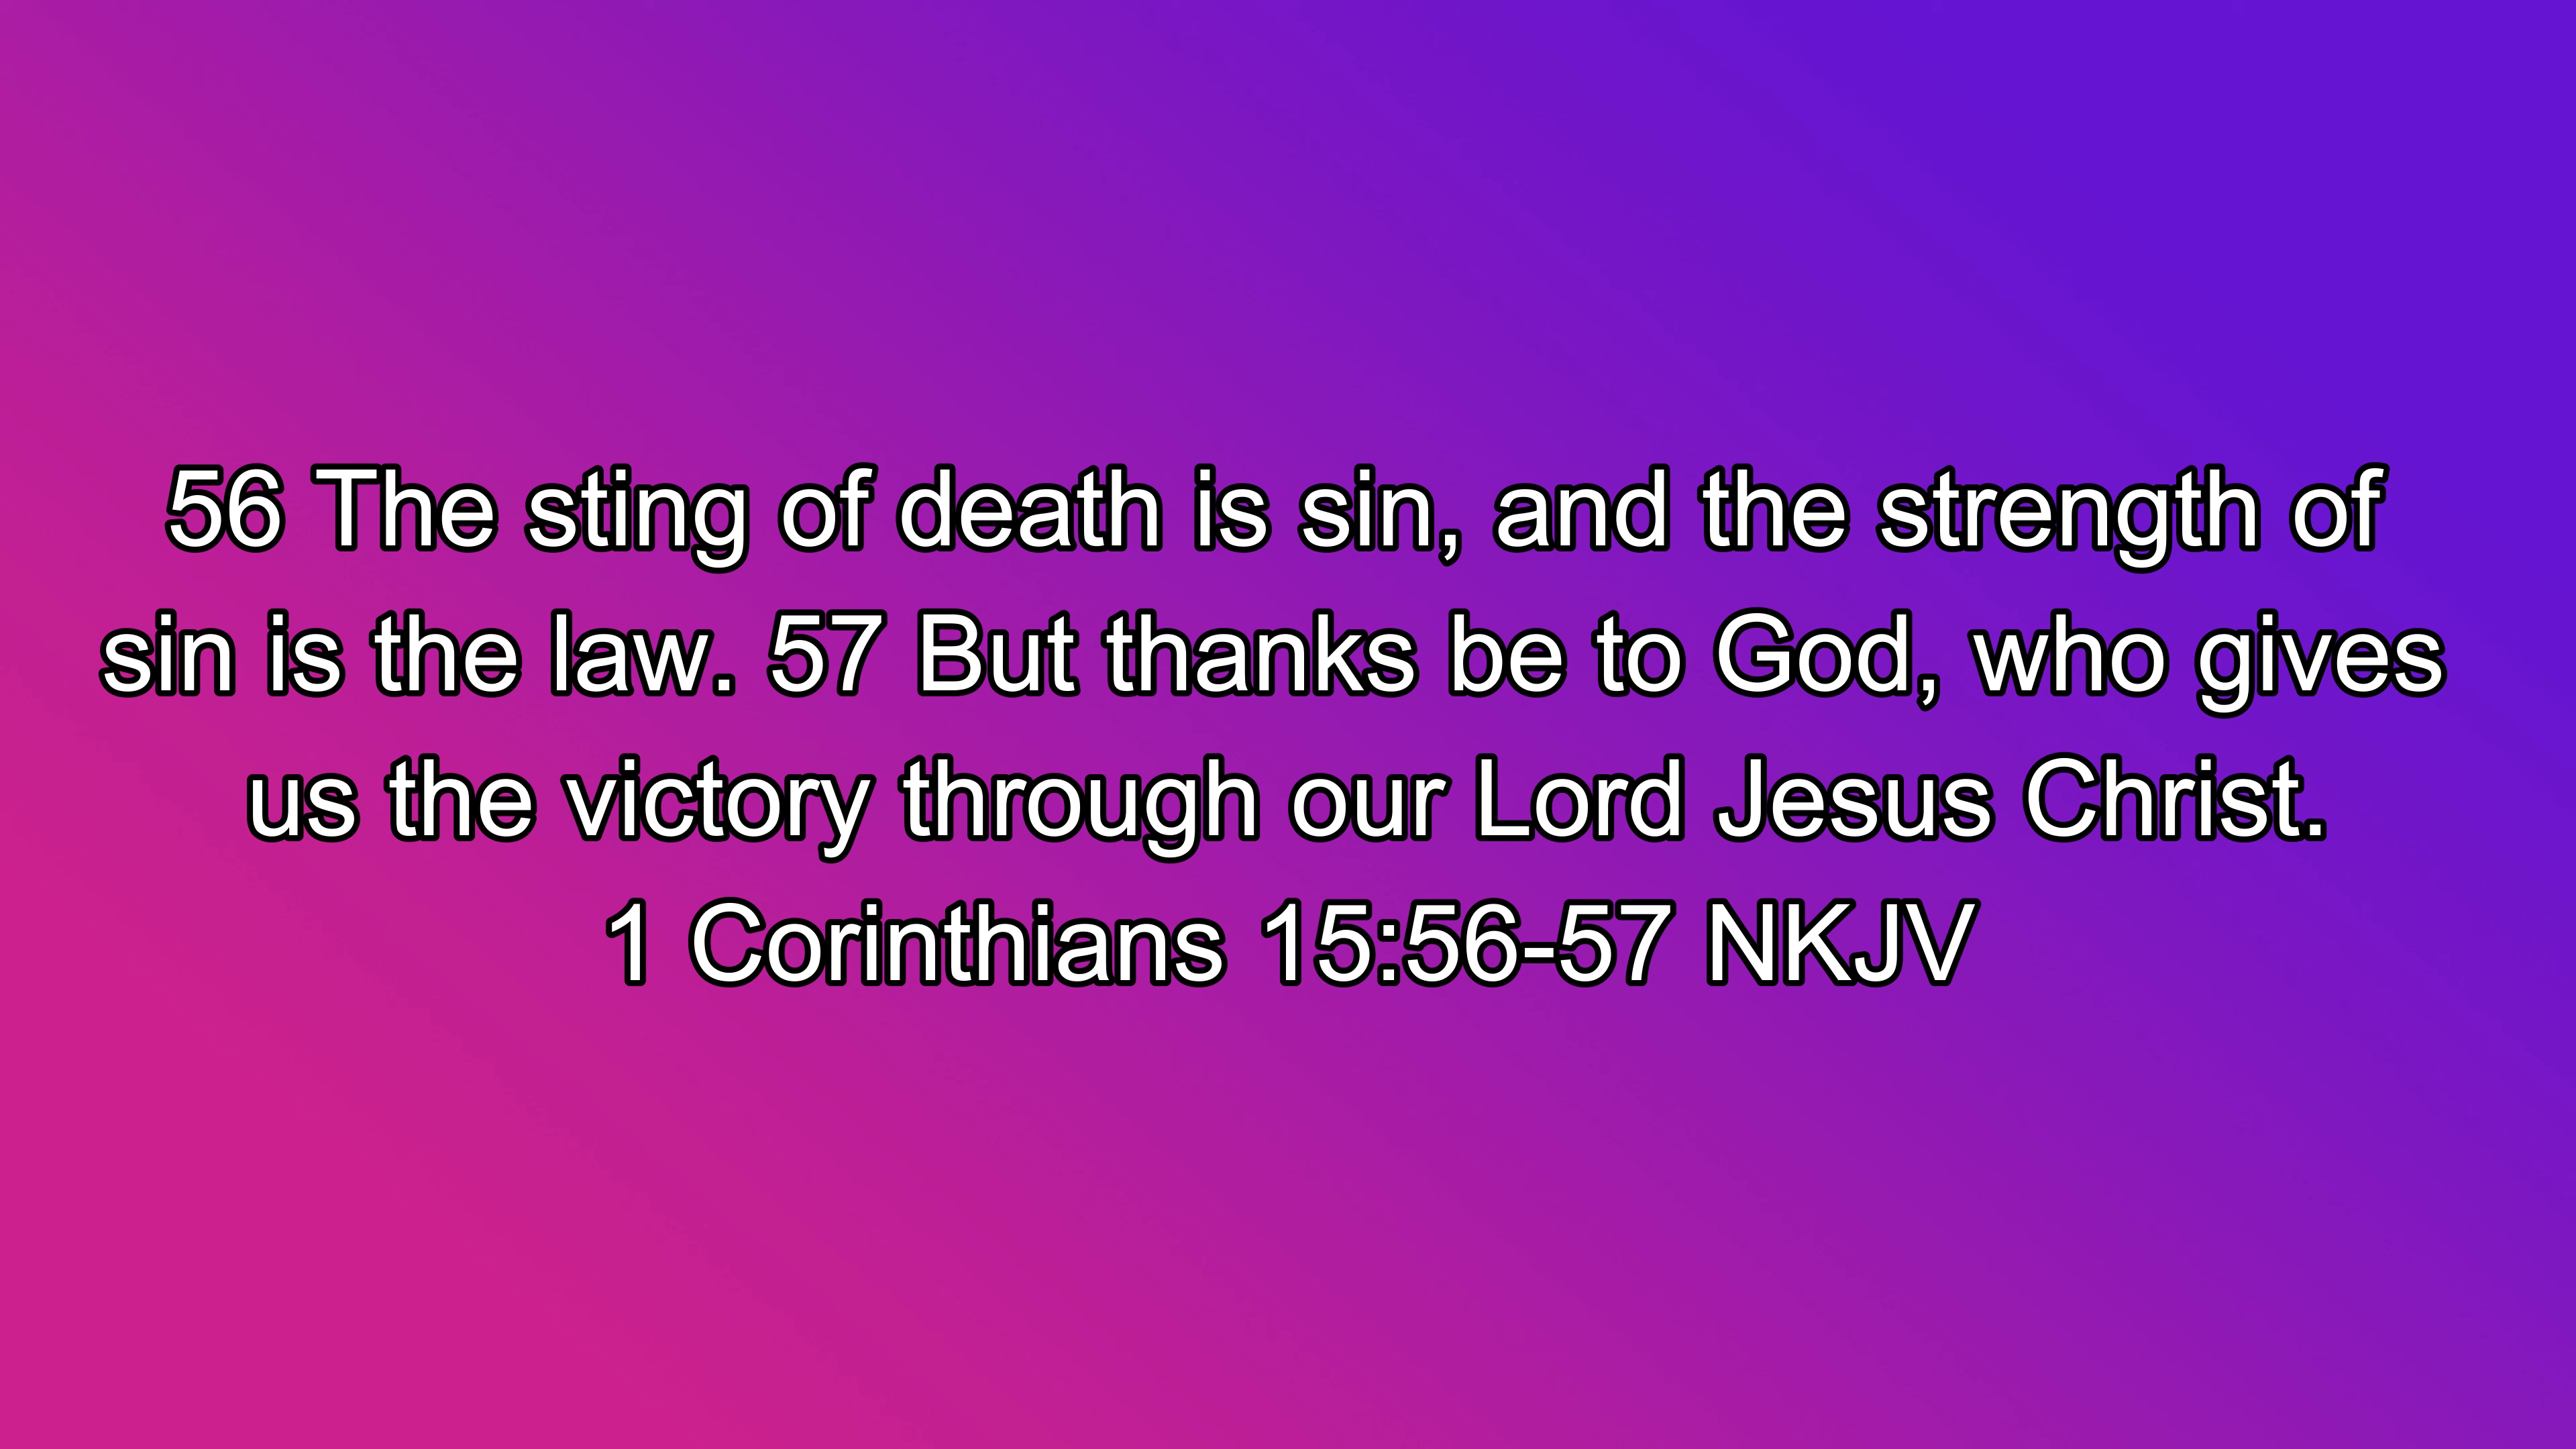 56 The sting of death is sin, and the strength of
sin is the law. 57 But thanks be to God, who gives
us the victory through our Lord Jesus Christ.
1 Corinthians 15:56-57 NKJV